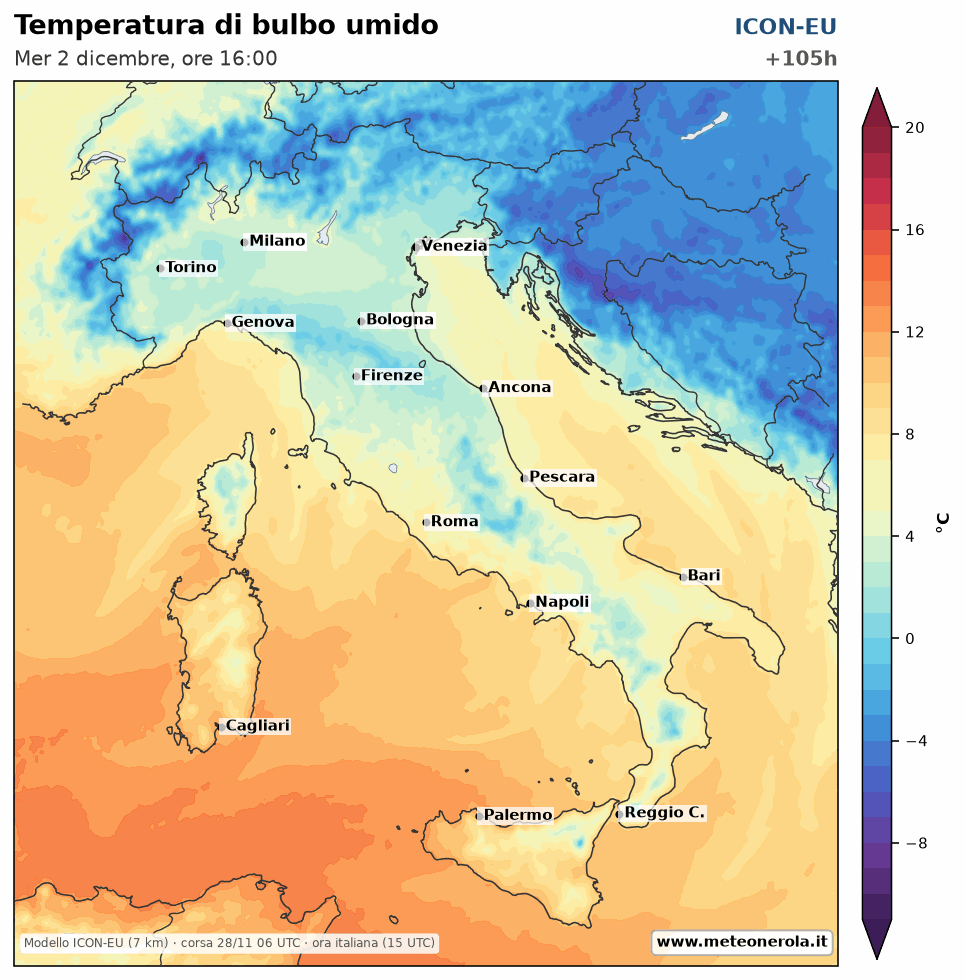 Temperatura di bulbo umido
ICON-EU
Mer 2 dicembre, ore 16:00
+105h
20
16
12
8
4
0
−4
−8
°C
Milano
Venezia
Torino
Genova
Bologna
Firenze
Ancona
Pescara
Roma
Bari
Napoli
Cagliari
Palermo
Reggio C.
Modello ICON-EU (7 km) · corsa 28/11 06 UTC · ora italiana (15 UTC)
www.meteonerola.it